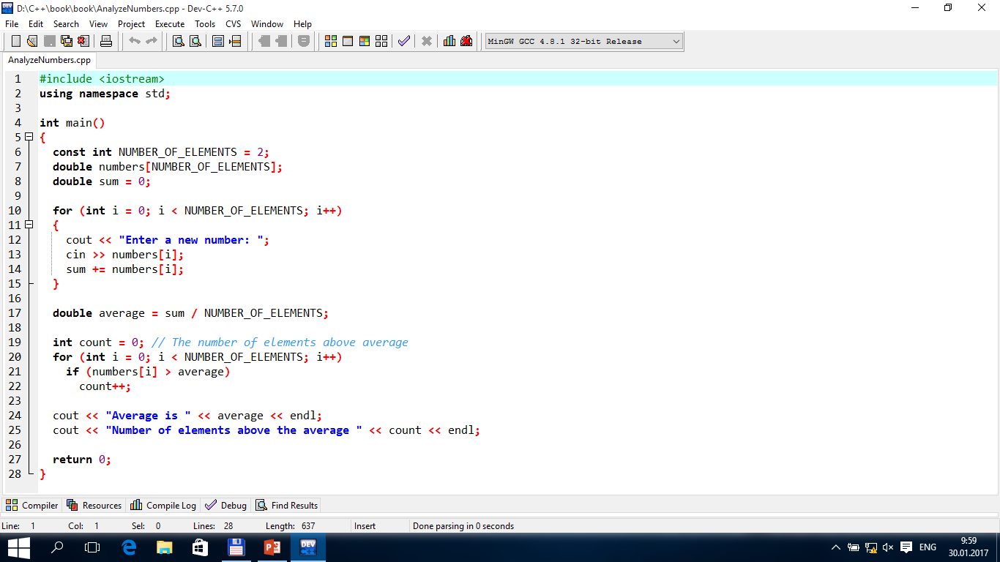 D:\C++\book\book\AnalyzeNumbers.cpp - Dev-C++ 5.7.0
File Edit Search View Project Execute Tools CVS Window Help
MinGW GCC 4.8.1 32-bit Release
AnalyzeNumbers.cpp
1 #include <iostream>
2 using namespace std;
3
4 int main()
5 {
6 const int NUMBER_OF_ELEMENTS = 2;
7 double numbers[NUMBER_OF_ELEMENTS];
8 double sum = 0;
9
10 for (int i = 0; i < NUMBER_OF_ELEMENTS; i++)
11 {
12 cout << "Enter a new number: ";
13 cin >> numbers[i];
14 sum += numbers[i];
15 }
16
17 double average = sum / NUMBER_OF_ELEMENTS;
18
19 int count = 0; // The number of elements above average
20 for (int i = 0; i < NUMBER_OF_ELEMENTS; i++)
21 if (numbers[i] > average)
22 count++;
23
24 cout << "Average is " << average << endl;
25 cout << "Number of elements above the average " << count << endl;
26
27 return 0;
28 }
Compiler Resources Compile Log Debug Find Results
Line: 1 Col: 1 Sel: 0 Lines: 28 Length: 637 Insert Done parsing in 0 seconds
DEV
ENG
9:59
30.01.2017